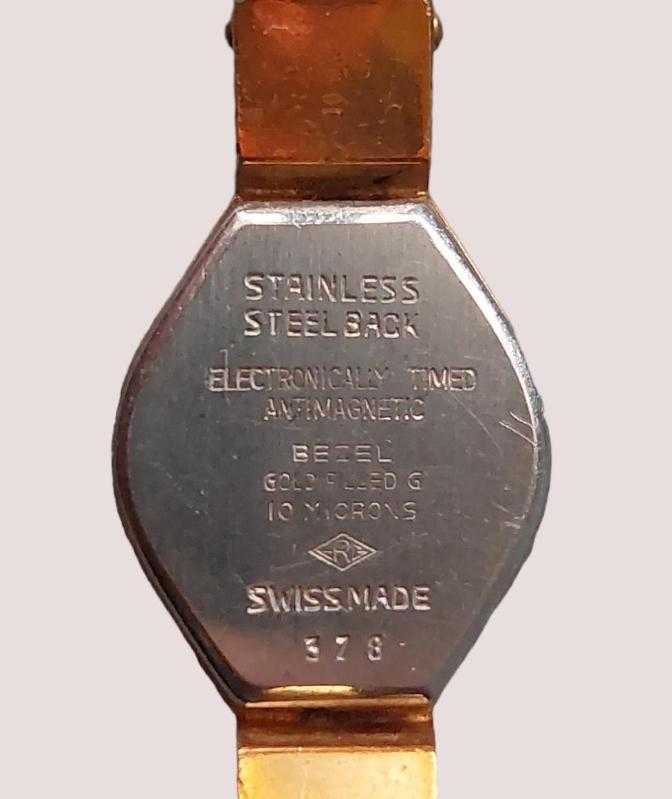 STAINLESS
STEEL BACK
ELECTRONICALLY TIMED
ANTIMAGNETIC
BEZEL
GOLD FILLED G
10 MICRONS
SWISS MADE
378